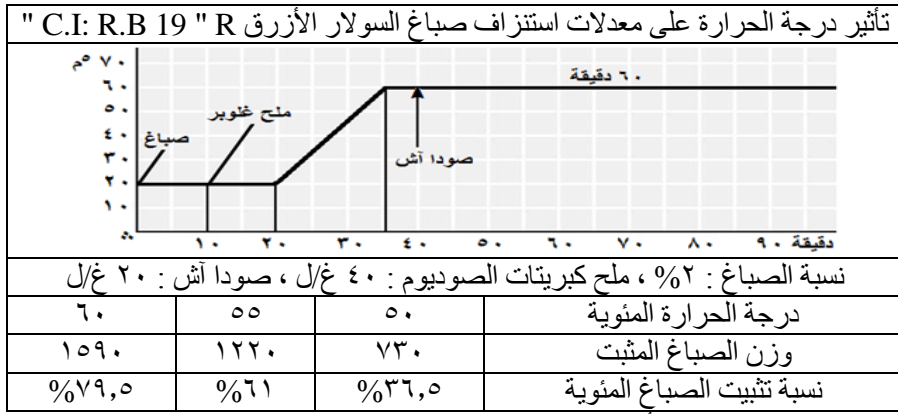 تأثير درجة الحرارة على معدلات استنزاف صباغ السولار الأزرق C.I: R.B 19 " R "
٧٠ °م
٦٠
٥٠
٤٠
٣٠
٢٠
١٠
صباغ
ملح غلوبر
٦٠ دقيقة
صودا آش
١٠ ٢٠ ٣٠ ٤٠ ٥٠ ٦٠ ٧٠ ٨٠ ٩٠ دقيقة
نسبة الصباغ : ٢% ، ملح كبريتات الصوديوم : ٤٠ غ/ل ، صودا آش : ٢٠ غ/ل
درجة الحرارة المئوية ٥٠ ٥٥ ٦٠
وزن الصباغ المثبت ٧٣٠ ١٢٢٠ ١٥٩٠
نسبة تثبيت الصباغ المئوية ٣٦,٥% ٦١% ٧٩,٥%